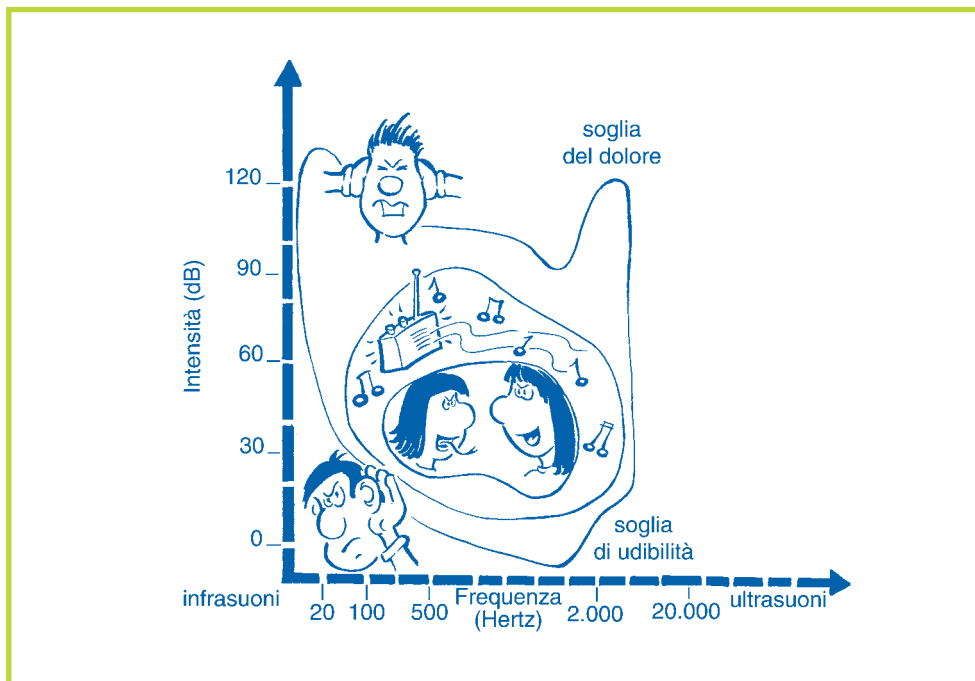 soglia
del dolore
120
90
60
30
0
Intensità (dB)
soglia
di udibilità
infrasuoni
20
100
500
Frequenza
(Hertz)
2.000
20.000
ultrasuoni